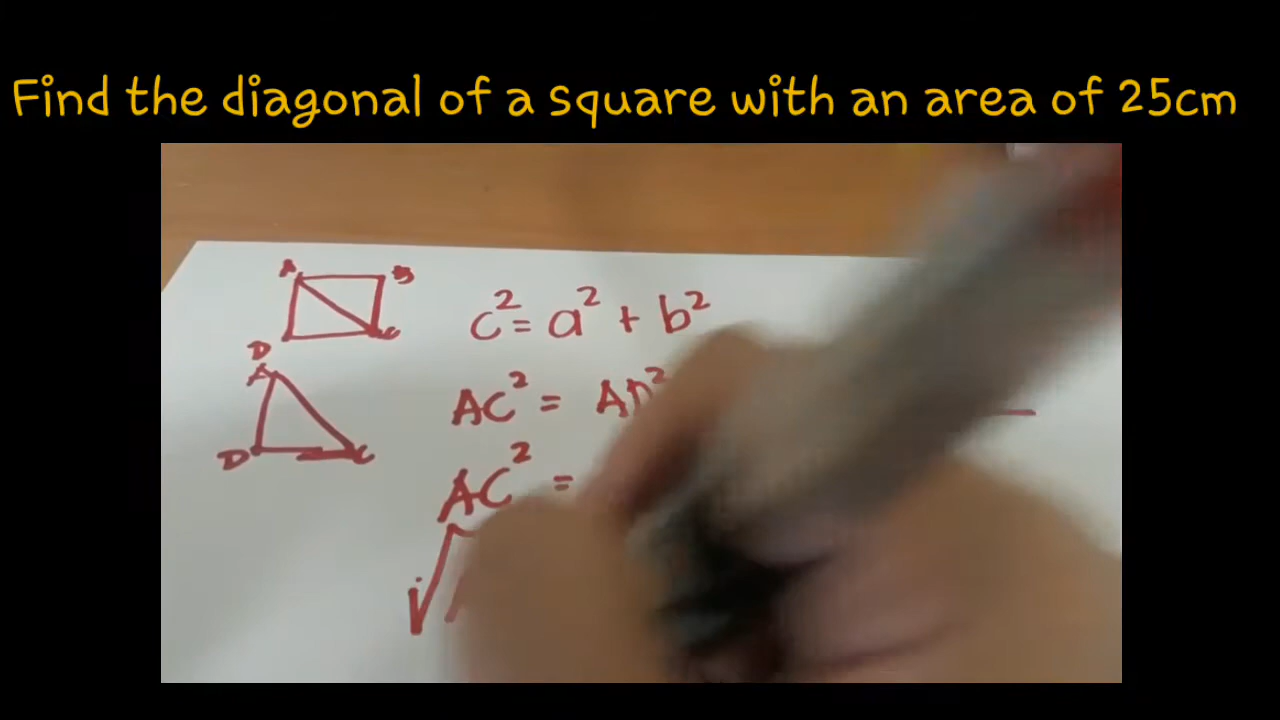 Find the diagonal of a square with an area of 25cm
A B
D C
c² = a² + b²
A
D C
AC² = AD²
AC² =
√